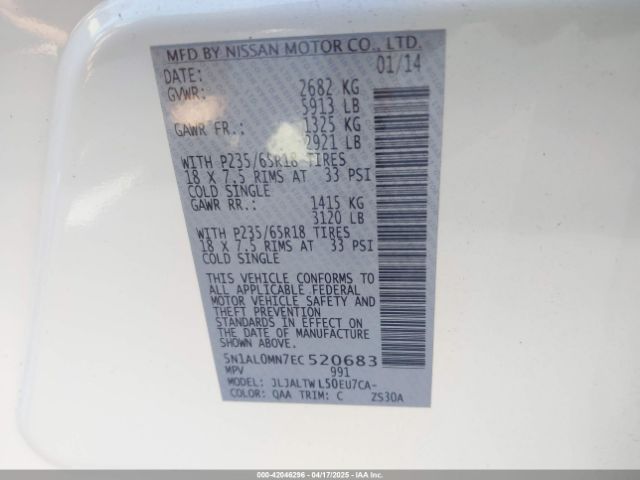 MFD BY NISSAN MOTOR CO., LTD.
DATE: 01/14
GVWR: 2682 KG
5913 LB
GAWR FR.: 1325 KG
2921 LB
WITH P235/65R18 TIRES
18 X 7.5 RIMS AT 33 PSI
COLD SINGLE
GAWR RR.: 1415 KG
3120 LB
WITH P235/65R18 TIRES
18 X 7.5 RIMS AT 33 PSI
COLD SINGLE
THIS VEHICLE CONFORMS TO
ALL APPLICABLE FEDERAL
MOTOR VEHICLE SAFETY AND
THEFT PREVENTION
STANDARDS IN EFFECT ON
THE DATE OF MANUFACTURE
SHOWN ABOVE.
5N1AL0MN7EC520683
MPV 991
MODEL: JLJALTWL50EU7CA-
COLOR: QAA TRIM: C ZS30A
000-42046296 - 04/17/2025 - IAA Inc.